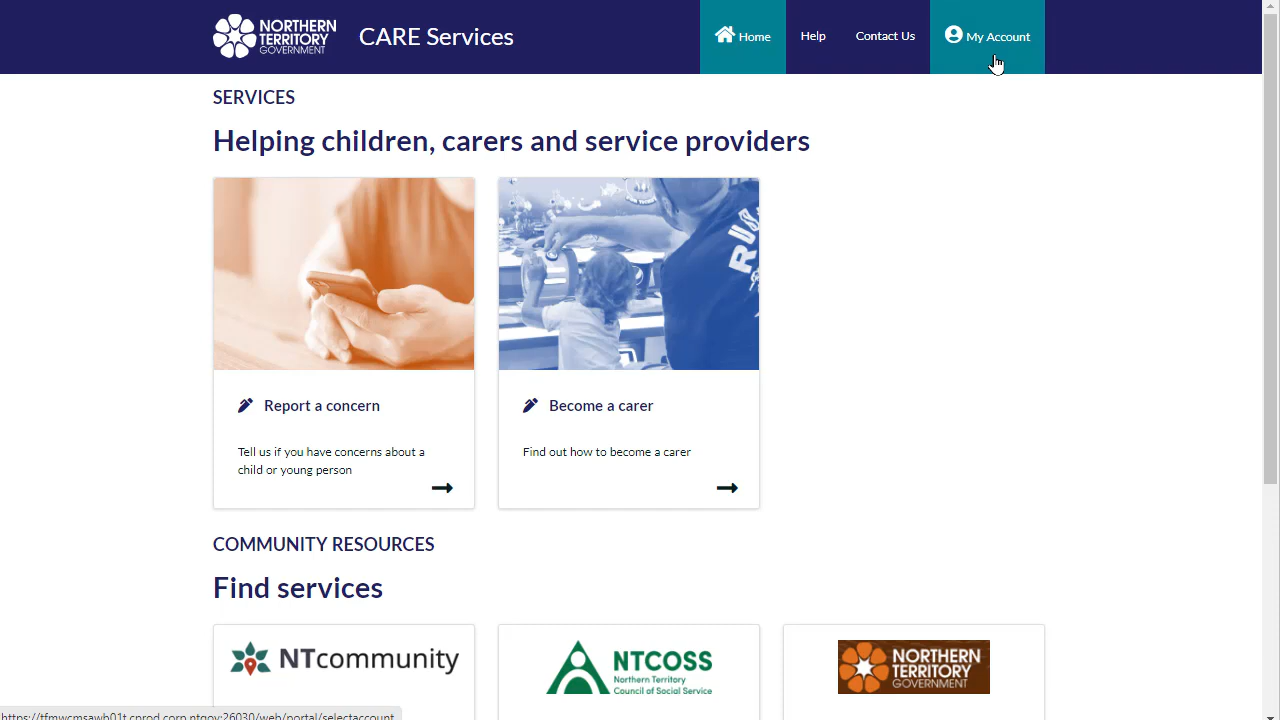 NORTHERN
TERRITORY
GOVERNMENT
CARE Services
Home
Help
Contact Us
My Account
SERVICES
Helping children, carers and service providers
RUS
Report a concern
Tell us if you have concerns about a
child or young person
Become a carer
Find out how to become a carer
COMMUNITY RESOURCES
Find services
NTcommunity
NTCOSS
Northern Territory
Council of Social Service
NORTHERN
TERRITORY
GOVERNMENT